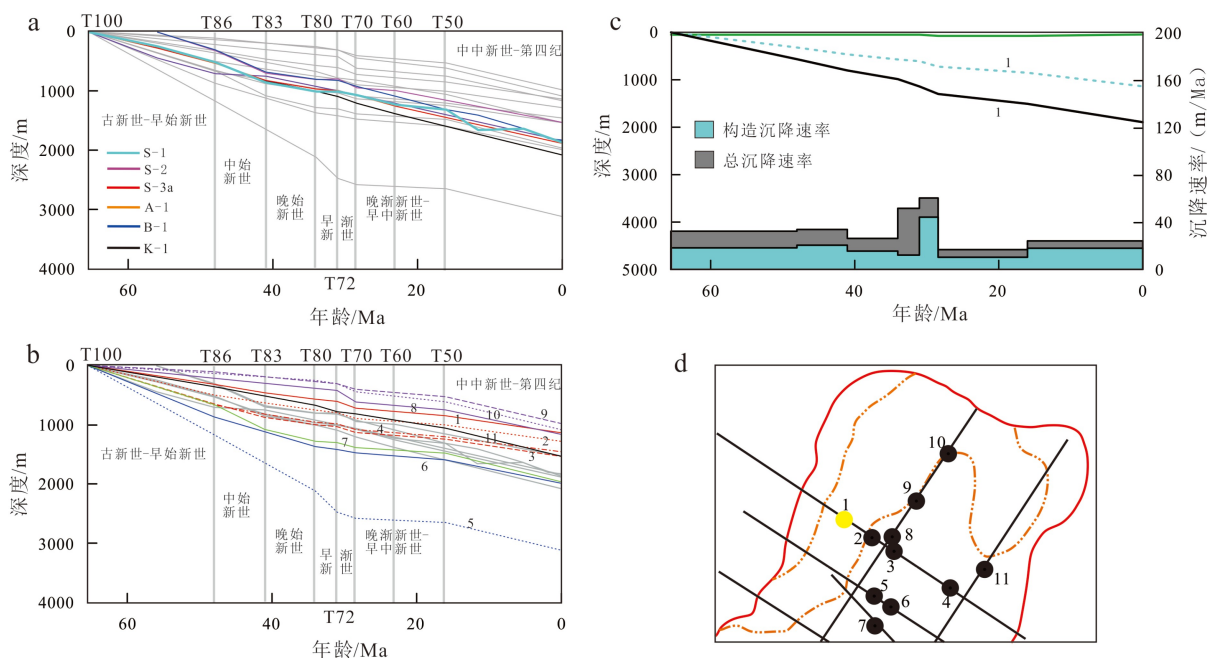 a
T100
T86 T83 T80 T70 T60 T50
0
1000
2000
3000
4000
深度/m
中中新世-第四纪
古新世-早始新世
S-1
S-2
S-3a
A-1
B-1
K-1
中始
新世
晚始
新世
早
新
渐
世
晚渐新世-
早中新世
T72
60 40 20 0
年龄/Ma
b
T100
T86 T83 T80 T70 T60 T50
0
1000
2000
3000
4000
深度/m
中中新世-第四纪
古新世-早始新世
9
10
8
1
2
4
11
3
7
6
5
中始
新世
晚始
新世
早
新
渐
世
晚渐新世-
早中新世
T72
60 40 20 0
年龄/Ma
c
0
1000
2000
3000
4000
5000
深度/m
1
1
构造沉降速率
总沉降速率
200
160
120
80
40
0
沉降速率/(m/Ma)
60 40 20 0
年龄/Ma
d
10
9
1
2
8
3
11
5
6
4
7